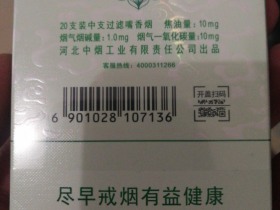 20支装中支过滤嘴香烟 焦油量：10mg
烟气烟碱量：1.0mg 烟气一氧化碳量：10mg
河北中烟工业有限责任公司出品
客服热线：4000311266
开盖扫码
6 901028 107136
尽早戒烟有益健康